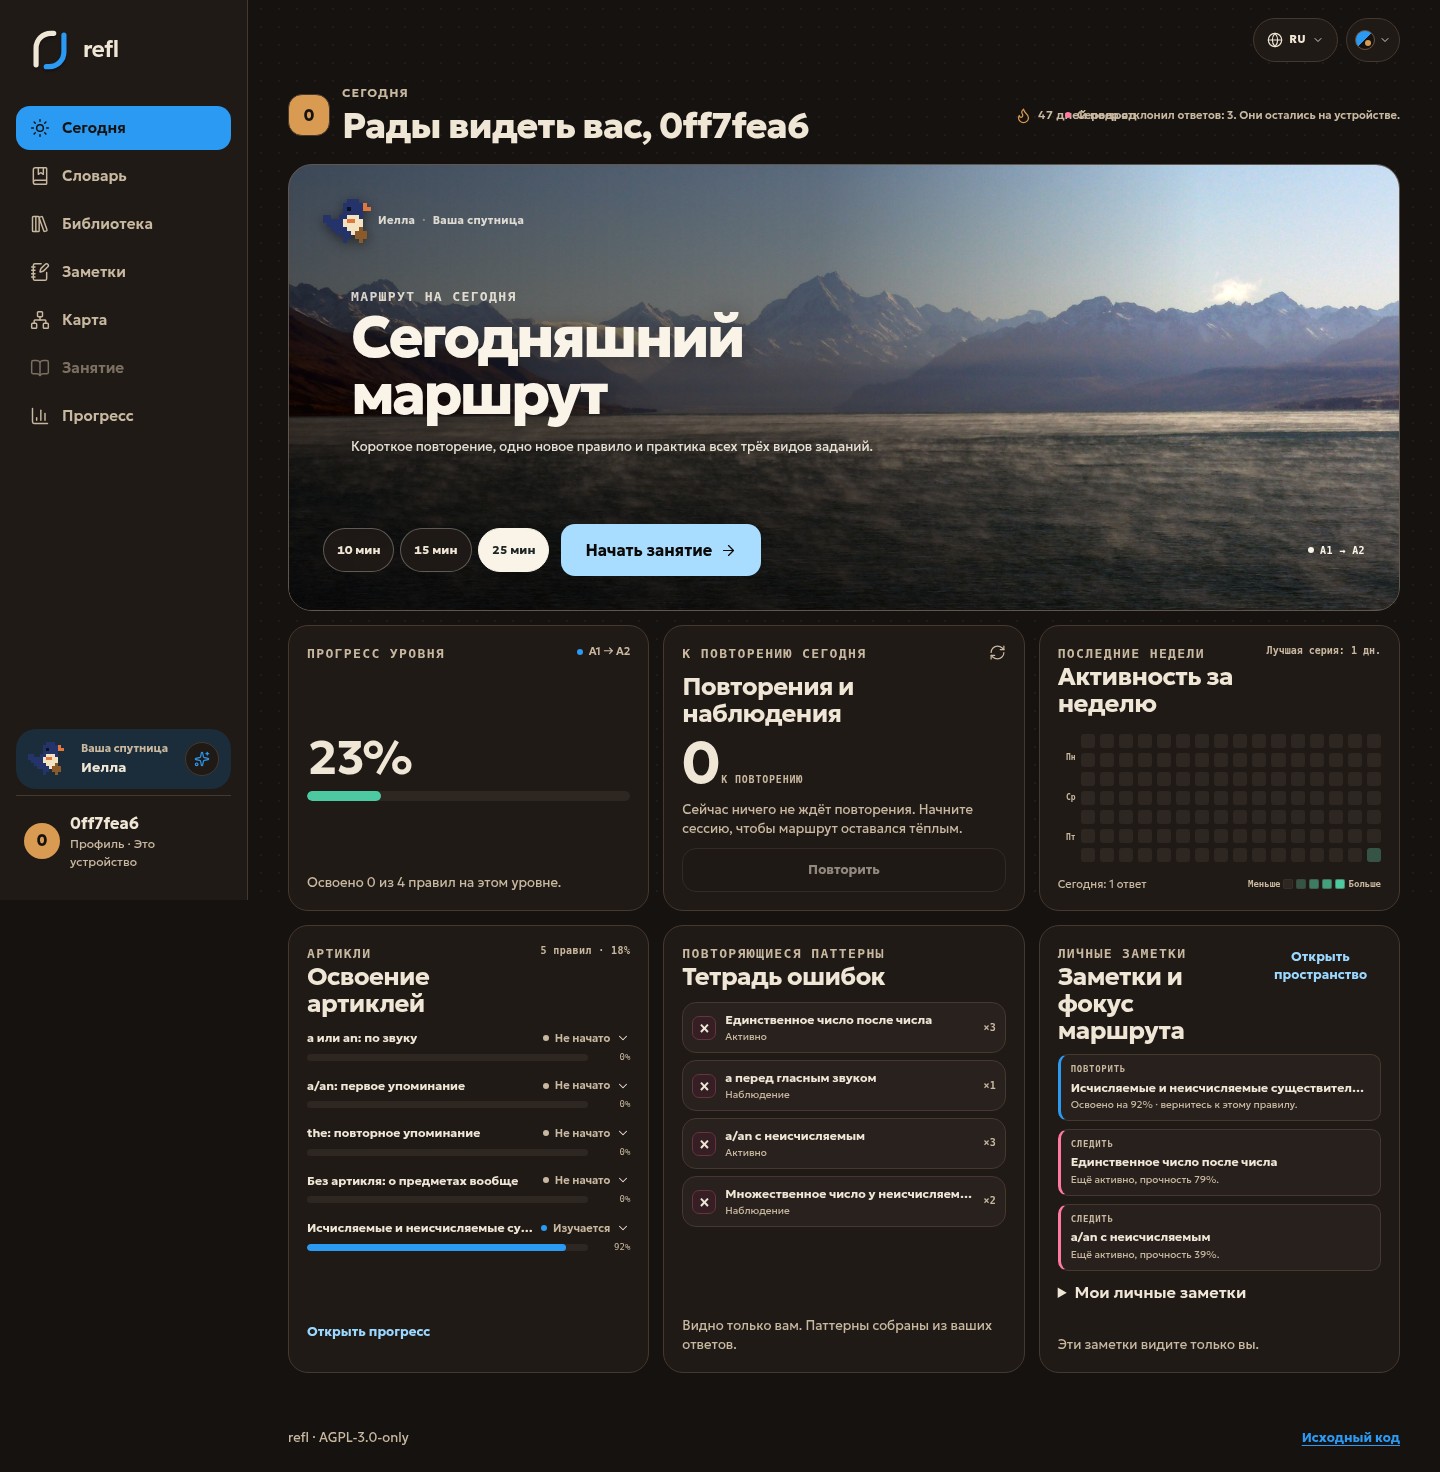 refl
RU
Сегодня
Словарь
Библиотека
Заметки
Карта
Занятие
Прогресс
Ваша спутница
Иелла
0
0ff7fea6
Профиль · Это
устройство
0
СЕГОДНЯ
Рады видеть вас, 0ff7fea6
47 дней подряд
отклонил ответов: 3. Они остались на устройстве.
Иелла · Ваша спутница
МАРШРУТ НА СЕГОДНЯ
Сегодняшний
маршрут
Короткое повторение, одно новое правило и практика всех трёх видов заданий.
10 мин
15 мин
25 мин
Начать занятие →
A1 → A2
ПРОГРЕСС УРОВНЯ
A1 → A2
23%
Освоено 0 из 4 правил на этом уровне.
К ПОВТОРЕНИЮ СЕГОДНЯ
Повторения и
наблюдения
0 К ПОВТОРЕНИЮ
Сейчас ничего не ждёт повторения. Начните
сессию, чтобы маршрут оставался тёплым.
Повторить
ПОСЛЕДНИЕ НЕДЕЛИ
Лучшая серия: 1 дн.
Активность за
неделю
Пн
Ср
Пт
Сегодня: 1 ответ
Меньше
Больше
АРТИКЛИ
5 правил · 18%
Освоение
артиклей
a или an: по звуку
Не начато
0%
a/an: первое упоминание
Не начато
0%
the: повторное упоминание
Не начато
0%
Без артикля: о предметах вообще
Не начато
0%
Исчисляемые и неисчисляемые су...
Изучается
92%
Открыть прогресс
ПОВТОРЯЮЩИЕСЯ ПАТТЕРНЫ
Тетрадь ошибок
Единственное число после числа
Активно
×3
a перед гласным звуком
Наблюдение
×1
a/an с неисчисляемым
Активно
×3
Множественное число у неисчисляем...
Наблюдение
×2
Видно только вам. Паттерны собраны из ваших
ответов.
ЛИЧНЫЕ ЗАМЕТКИ
Заметки и
фокус
маршрута
Открыть
пространство
ПОВТОРИТЬ
Исчисляемые и неисчисляемые существител...
Освоено на 92% · вернитесь к этому правилу.
СЛЕДИТЬ
Единственное число после числа
Ещё активно, прочность 79%.
СЛЕДИТЬ
a/an с неисчисляемым
Ещё активно, прочность 39%.
Мои личные заметки
Эти заметки видите только вы.
refl · AGPL-3.0-only
Исходный код